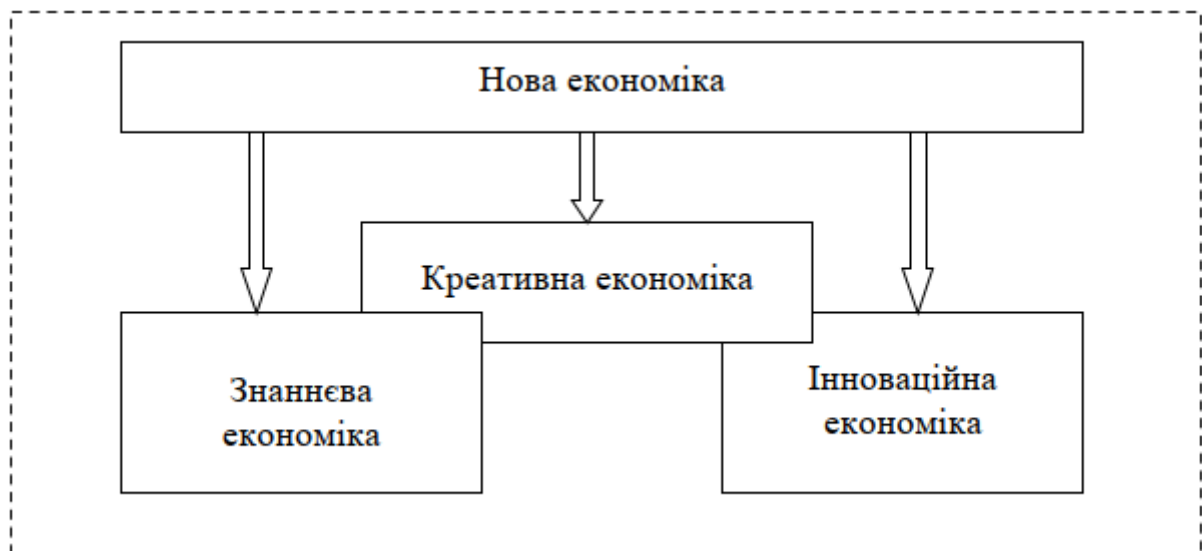 Нова економіка
Креативна економіка
Знаннєва
економіка
Інноваційна
економіка